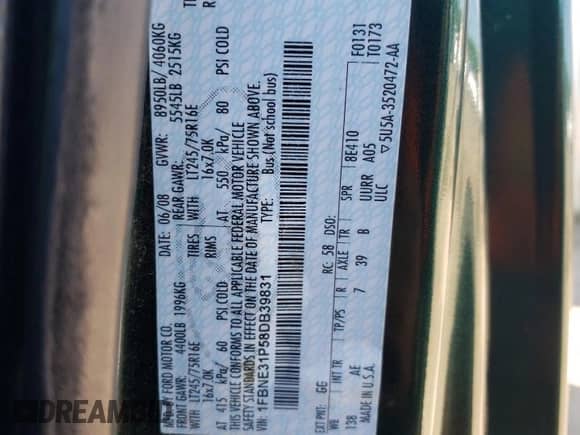 MFD. BY FORD MOTOR CO.
DATE: 06/08 GVWR: 8950LB/ 4060KG
FRONT GAWR: 4400LB 1996KG REAR GAWR: 5545LB 2515KG
LT245/75R16E TIRES WITH LT245/75R16E TIRES
16x7.0K RIMS 16x7.0K
AT 415 kPa/ 60 PSI COLD AT 550 kPa/ 80 PSI COLD
THIS VEHICLE CONFORMS TO ALL APPLICABLE FEDERAL MOTOR VEHICLE
SAFETY STANDARDS IN EFFECT ON THE DATE OF MANUFACTURE SHOWN ABOVE.
VIN: 1FBNE31P58DB39831
TYPE: Bus (Not school bus)
F0131
T0173
EXT PNT: GG RC: 58 DSO: 8E410
WB TP/PS R AXLE TR SPR
138 AE 7 39 B UURR A05
MADE IN U.S.A. ULC ▽5U5A-3520472-AA